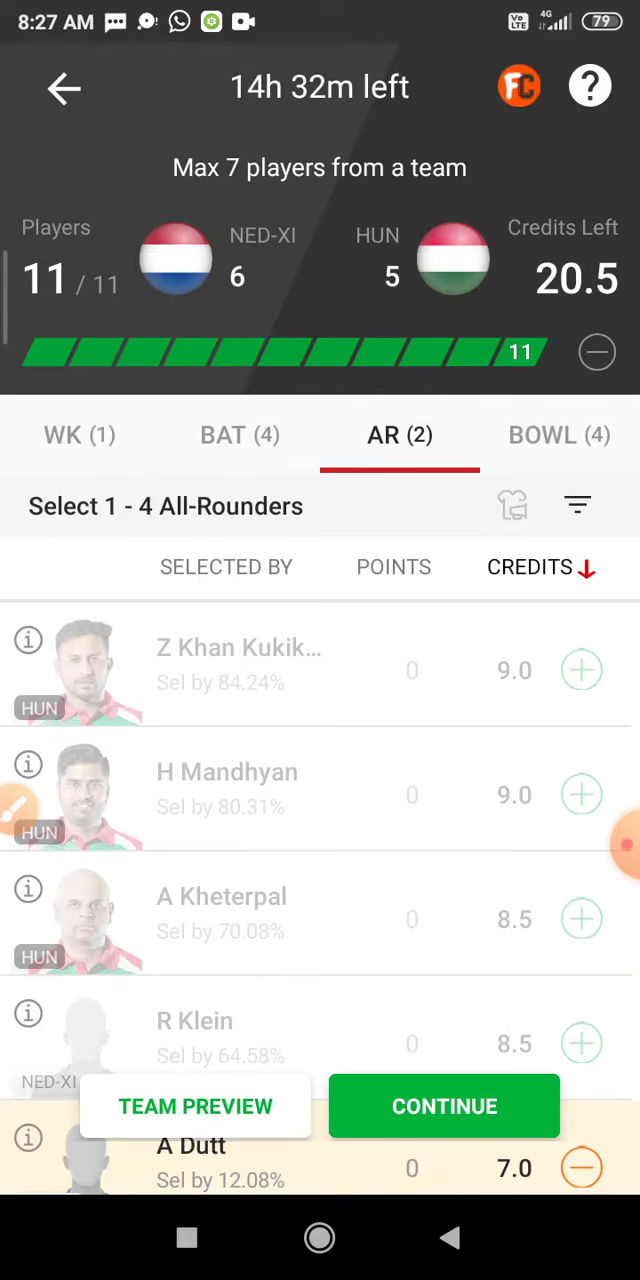 8:27 AM
Vo LTE 4G 79
14h 32m left
FC ?
Max 7 players from a team
Players NED-XI HUN Credits Left
11 / 11 6 5 20.5
11
WK (1) BAT (4) AR (2) BOWL (4)
Select 1 - 4 All-Rounders
SELECTED BY POINTS CREDITS
Z Khan Kukik...
Sel by 84.24% 0 9.0
HUN
H Mandhyan
Sel by 80.31% 0 9.0
HUN
A Kheterpal
Sel by 70.08% 0 8.5
HUN
R Klein
Sel by 64.58% 0 8.5
NED-XI
TEAM PREVIEW CONTINUE
A Dutt
Sel by 12.08% 0 7.0